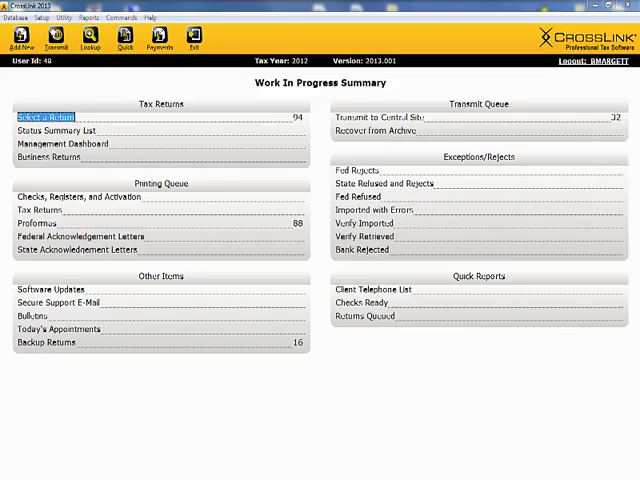 CrossLink 2013
Database Setup Utility Reports Commands Help
Add New Transmit Lookup Quick Payments Exit
CROSSLINK
Professional Tax Software
User Id: 48 Tax Year: 2012 Version: 2013.001 Logout: BMARGETT
Work In Progress Summary
Tax Returns
Select a Return 94
Status Summary List
Management Dashboard
Business Returns
Printing Queue
Checks, Registers, and Activation
Tax Returns
Proformas 88
Federal Acknowledgement Letters
State Acknowledgement Letters
Other Items
Software Updates
Secure Support E-Mail
Bulletins
Today's Appointments
Backup Returns 16
Transmit Queue
Transmit to Central Site 32
Recover from Archive
Exceptions/Rejects
Fed Rejects
State Refused and Rejects
Fed Refused
Imported with Errors
Verify Imported
Verify Retrieved
Bank Rejected
Quick Reports
Client Telephone List
Checks Ready
Returns Queued